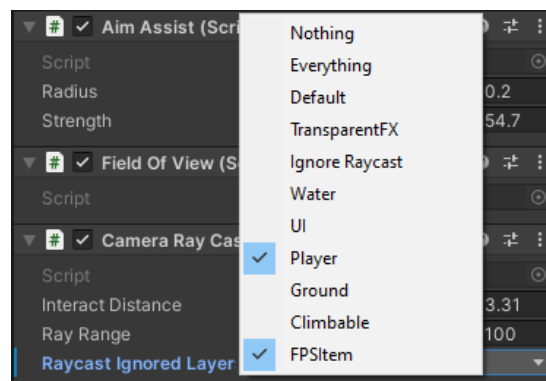 Aim Assist (Scri
Script
Radius
0.2
Strength
54.7
Field Of View (S
Script
Camera Ray Cas
Script
Interact Distance
3.31
Ray Range
100
Raycast Ignored Layer
Nothing
Everything
Default
TransparentFX
Ignore Raycast
Water
UI
Player
Ground
Climbable
FPSItem